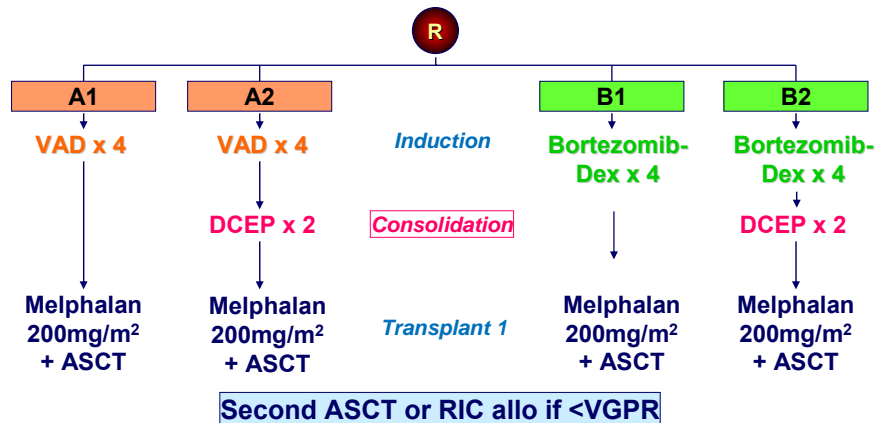 R
A1
A2
B1
B2
VAD x 4
VAD x 4
Induction
Bortezomib-
Dex x 4
Bortezomib-
Dex x 4
DCEP x 2
Consolidation
DCEP x 2
Melphalan
200mg/m²
+ ASCT
Melphalan
200mg/m²
+ ASCT
Transplant 1
Melphalan
200mg/m²
+ ASCT
Melphalan
200mg/m²
+ ASCT
Second ASCT or RIC allo if <VGPR